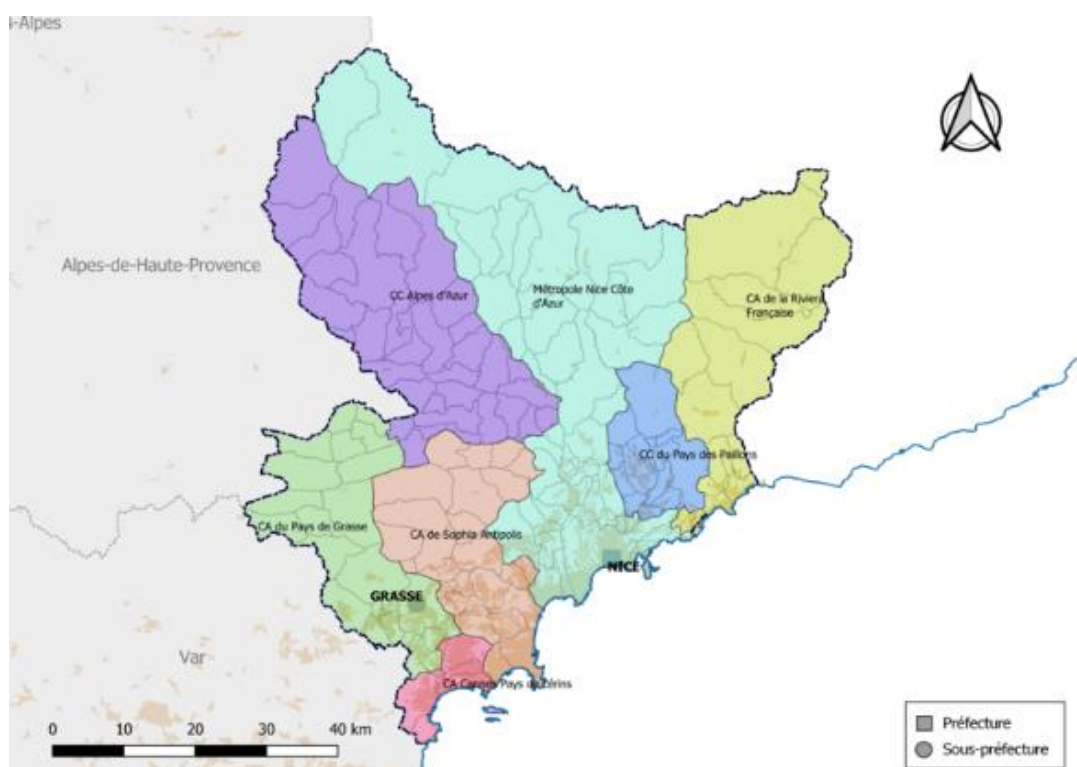 s-Alpes
Alpes-de-Haute-Provence
CC Alpes d'Azur
Métropole Nice Côte
d'Azur
CA de la Riviera
Française
CC du Pays des Paillons
CA du Pays de Grasse
CA de Sophia Antipolis
NICE
GRASSE
Var
CA Cannes Pays de Lérins
0 10 20 30 40 km
Préfecture
Sous-préfecture